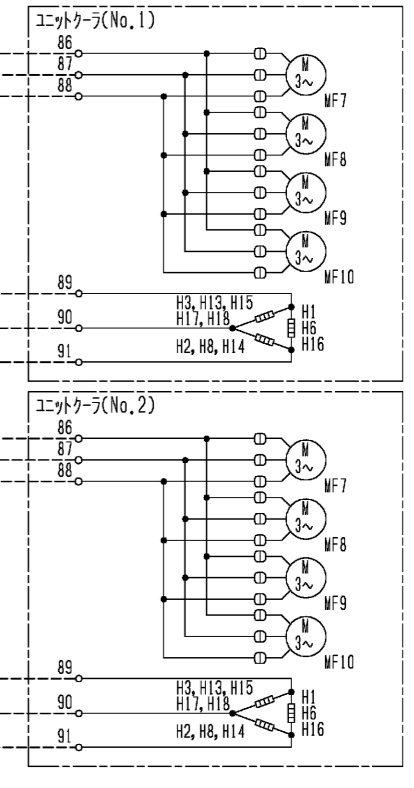 ユニットクーラ(No.1)
86
87
88
M
3~
MF7
M
3~
MF8
M
3~
MF9
M
3~
MF10
89
H3, H13, H15
90
H17, H18
H1
H6
H2, H8, H14
H16
91
ユニットクーラ(No.2)
86
87
88
M
3~
MF7
M
3~
MF8
M
3~
MF9
M
3~
MF10
89
H3, H13, H15
90
H17, H18
H1
H6
H2, H8, H14
H16
91